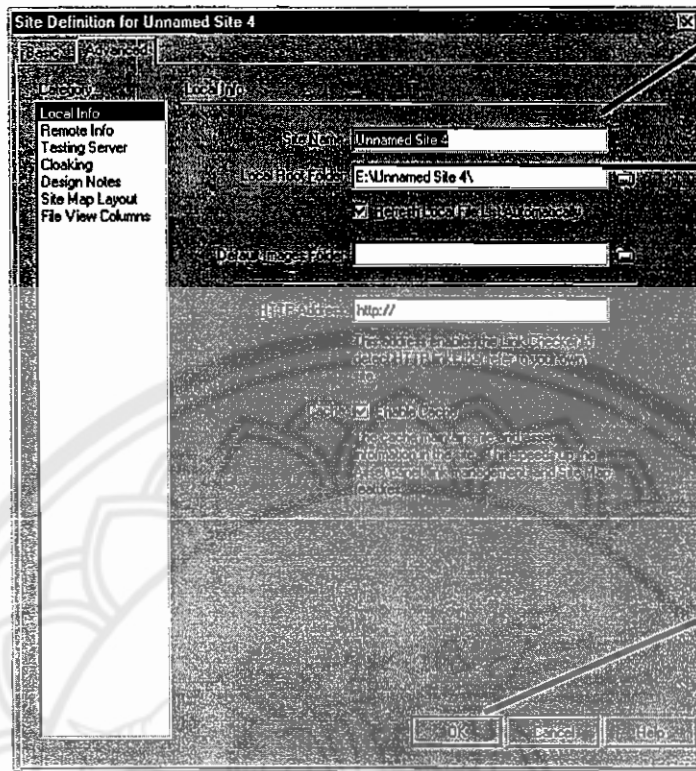 Site Definition for Unnamed Site 4
Basic Advanced
Category
Local Info
Remote Info
Testing Server
Cloaking
Design Notes
Site Map Layout
File View Columns
Local Info
Site Name: Unnamed Site 4
Local Root Folder: E:\Unnamed Site 4\
Refresh Local File List Automatically
Default Images Folder:
HTTP Address: http://
This address enables the Link Checker to
detect HTTP links that refer to your own
Cache: Enable Cache
The cache maintains file and asset
information in the site. This speeds up the
Asset panel, link management, and Site Map
features.
OK Cancel Help